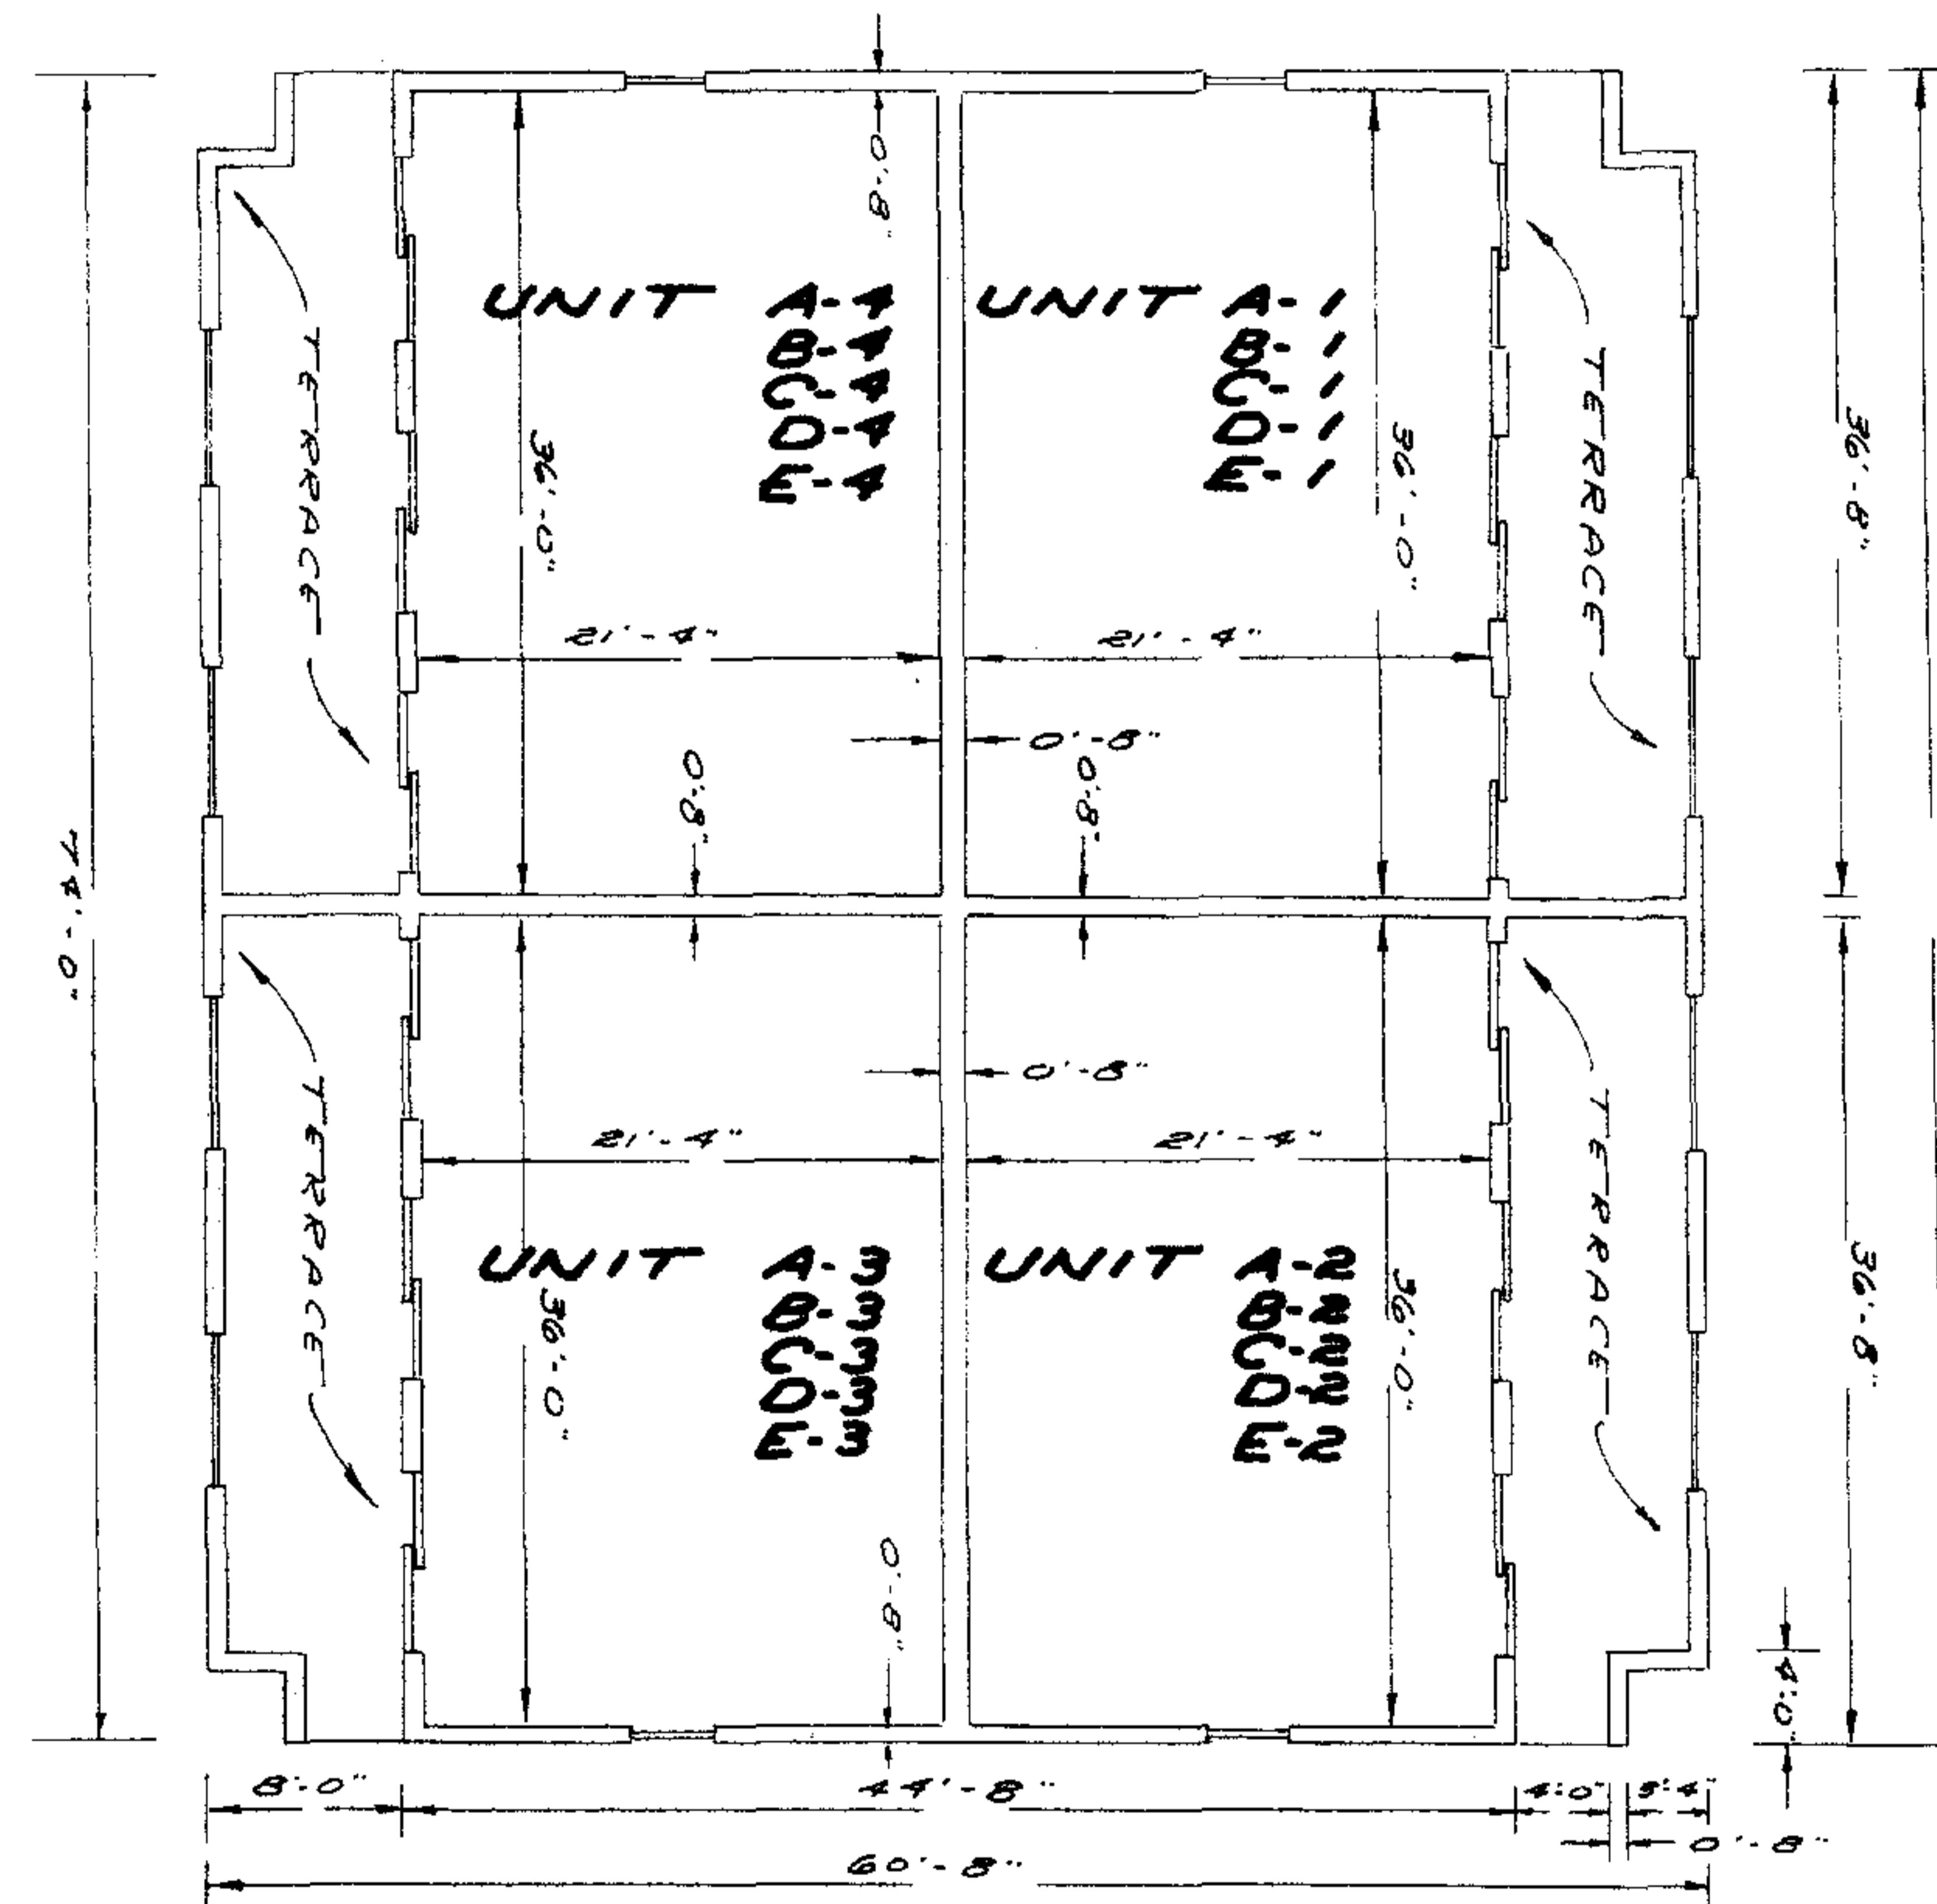 0'-8"
UNIT A-4
B-4
C-4
D-4
E-4
UNIT A-1
B-1
C-1
D-1
E-1
TERRACE
36'-0"
36'-0"
TERRACE
36'-8"
21'-4"
21'-4"
0'-8"
0'-8"
0'-8"
74'-0"
0'-8"
21'-4"
21'-4"
TERRACE
TERRACE
UNIT A-3
B-3
C-3
D-3
E-3
UNIT A-2
B-2
C-2
D-2
E-2
36'-0"
36'-0"
36'-8"
0'-8"
4'-0"
8'-0"
44'-8"
4'-0"
3'-4"
0'-8"
60'-8"